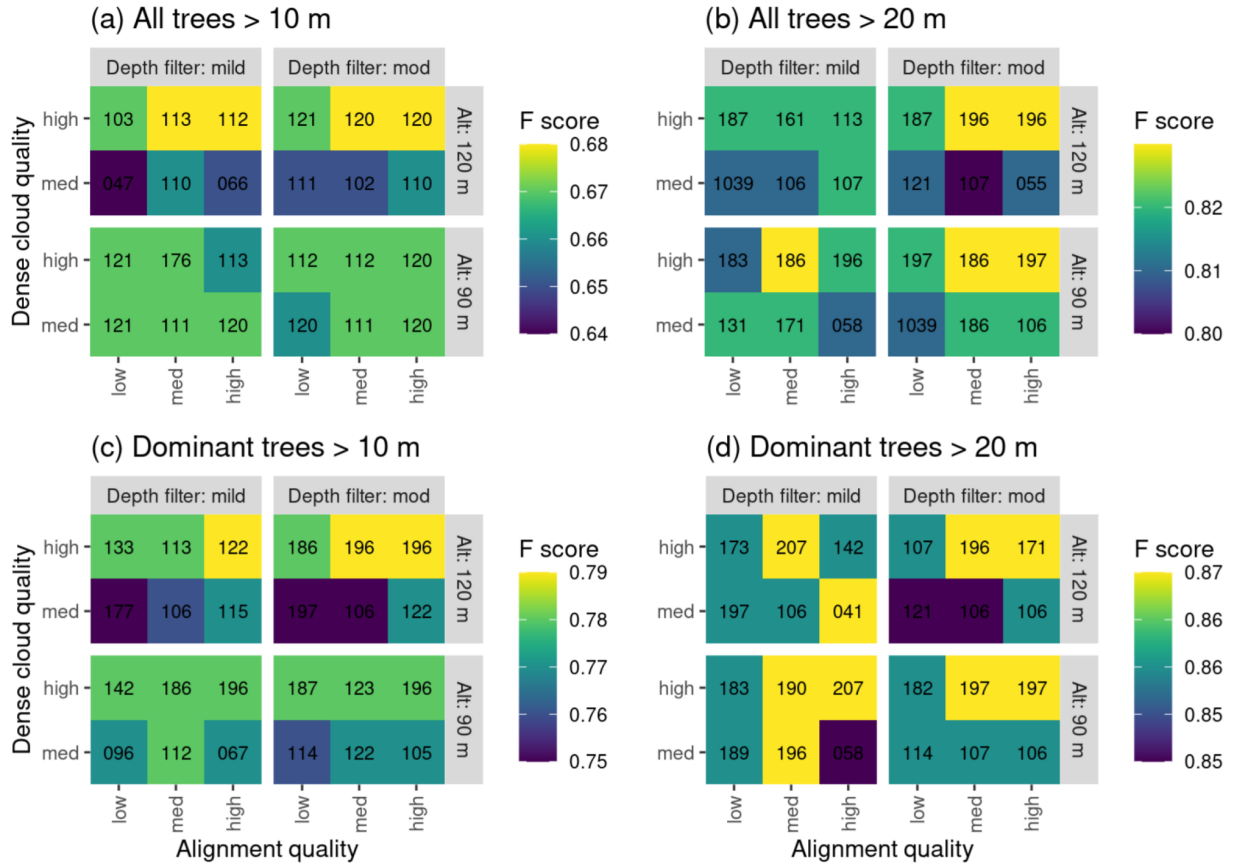 (a) All trees > 10 m
(b) All trees > 20 m
Depth filter: mild Depth filter: mod
Depth filter: mild Depth filter: mod
Dense cloud quality
high 103 113 112 121 120 120
med 047 110 066 111 102 110
Alt: 120 m
high 121 176 113 112 112 120
med 121 111 120 120 111 120
Alt: 90 m
low med high low med high
F score
0.68
0.67
0.66
0.65
0.64
high 187 161 113 187 196 196
med 1039 106 107 121 107 055
Alt: 120 m
high 183 186 196 197 186 197
med 131 171 058 1039 186 106
Alt: 90 m
low med high low med high
F score
0.82
0.81
0.80
(c) Dominant trees > 10 m
(d) Dominant trees > 20 m
Depth filter: mild Depth filter: mod
Depth filter: mild Depth filter: mod
Dense cloud quality
high 133 113 122 186 196 196
med 177 106 115 197 106 122
Alt: 120 m
high 142 186 196 187 123 196
med 096 112 067 114 122 105
Alt: 90 m
low med high low med high
Alignment quality
F score
0.79
0.78
0.77
0.76
0.75
high 173 207 142 107 196 171
med 197 106 041 121 106 106
Alt: 120 m
high 183 190 207 182 197 197
med 189 196 058 114 107 106
Alt: 90 m
low med high low med high
Alignment quality
F score
0.87
0.86
0.86
0.85
0.85